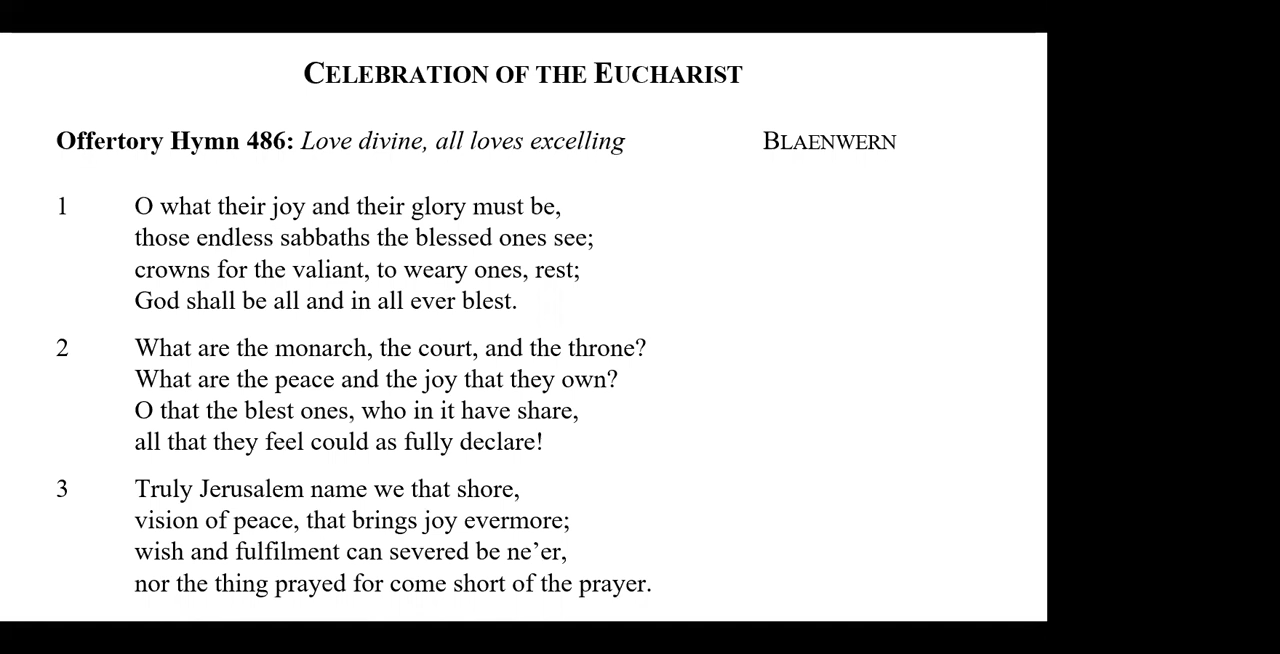 CELEBRATION OF THE EUCHARIST
Offertory Hymn 486: Love divine, all loves excelling BLAENWERN
1 O what their joy and their glory must be,
those endless sabbaths the blessed ones see;
crowns for the valiant, to weary ones, rest;
God shall be all and in all ever blest.
2 What are the monarch, the court, and the throne?
What are the peace and the joy that they own?
O that the blest ones, who in it have share,
all that they feel could as fully declare!
3 Truly Jerusalem name we that shore,
vision of peace, that brings joy evermore;
wish and fulfilment can severed be ne’er,
nor the thing prayed for come short of the prayer.